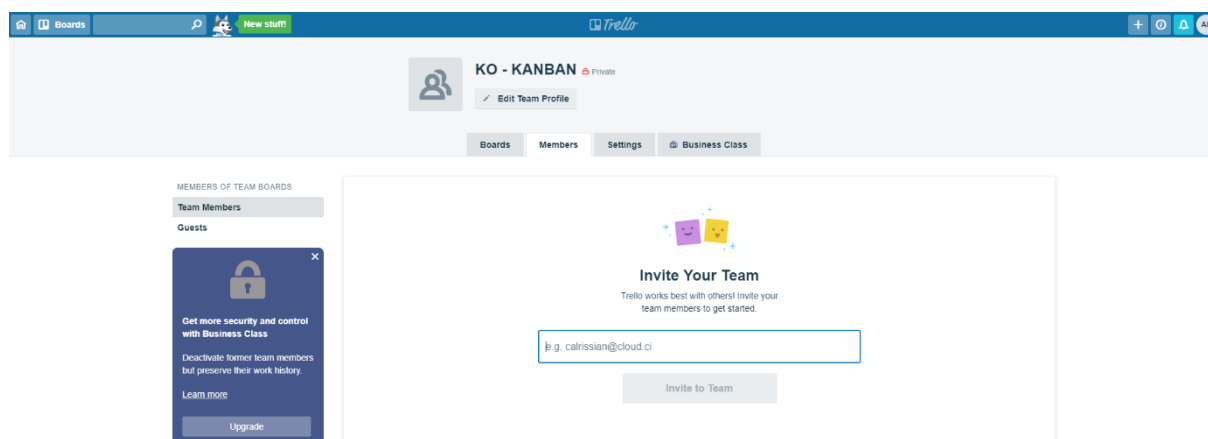 Boards
New stuff!
Trello
KO - KANBAN
Private
Edit Team Profile
Boards
Members
Settings
Business Class
MEMBERS OF TEAM BOARDS
Team Members
Guests
Get more security and control
with Business Class
Deactivate former team members
but preserve their work history.
Learn more
Upgrade
Invite Your Team
Trello works best with others! Invite your
team members to get started.
e.g. calrissian@cloud.ci
Invite to Team